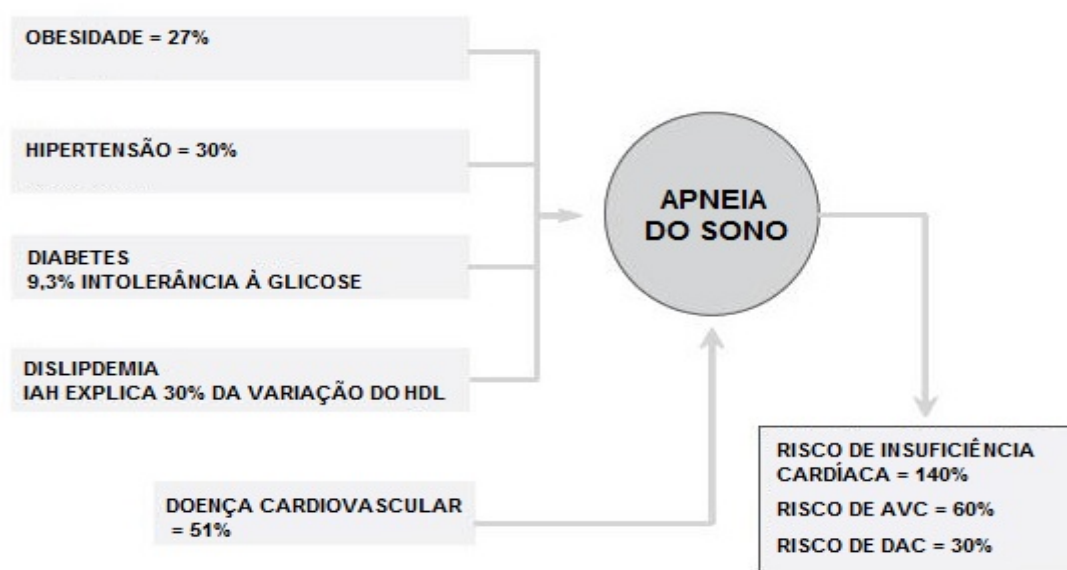 OBESIDADE = 27%
HIPERTENSÃO = 30%
DIABETES
9,3% INTOLERÂNCIA À GLICOSE
DISLIPDEMIA
IAH EXPLICA 30% DA VARIAÇÃO DO HDL
DOENÇA CARDIOVASCULAR
= 51%
APNEIA
DO SONO
RISCO DE INSUFICIÊNCIA
CARDÍACA = 140%
RISCO DE AVC = 60%
RISCO DE DAC = 30%